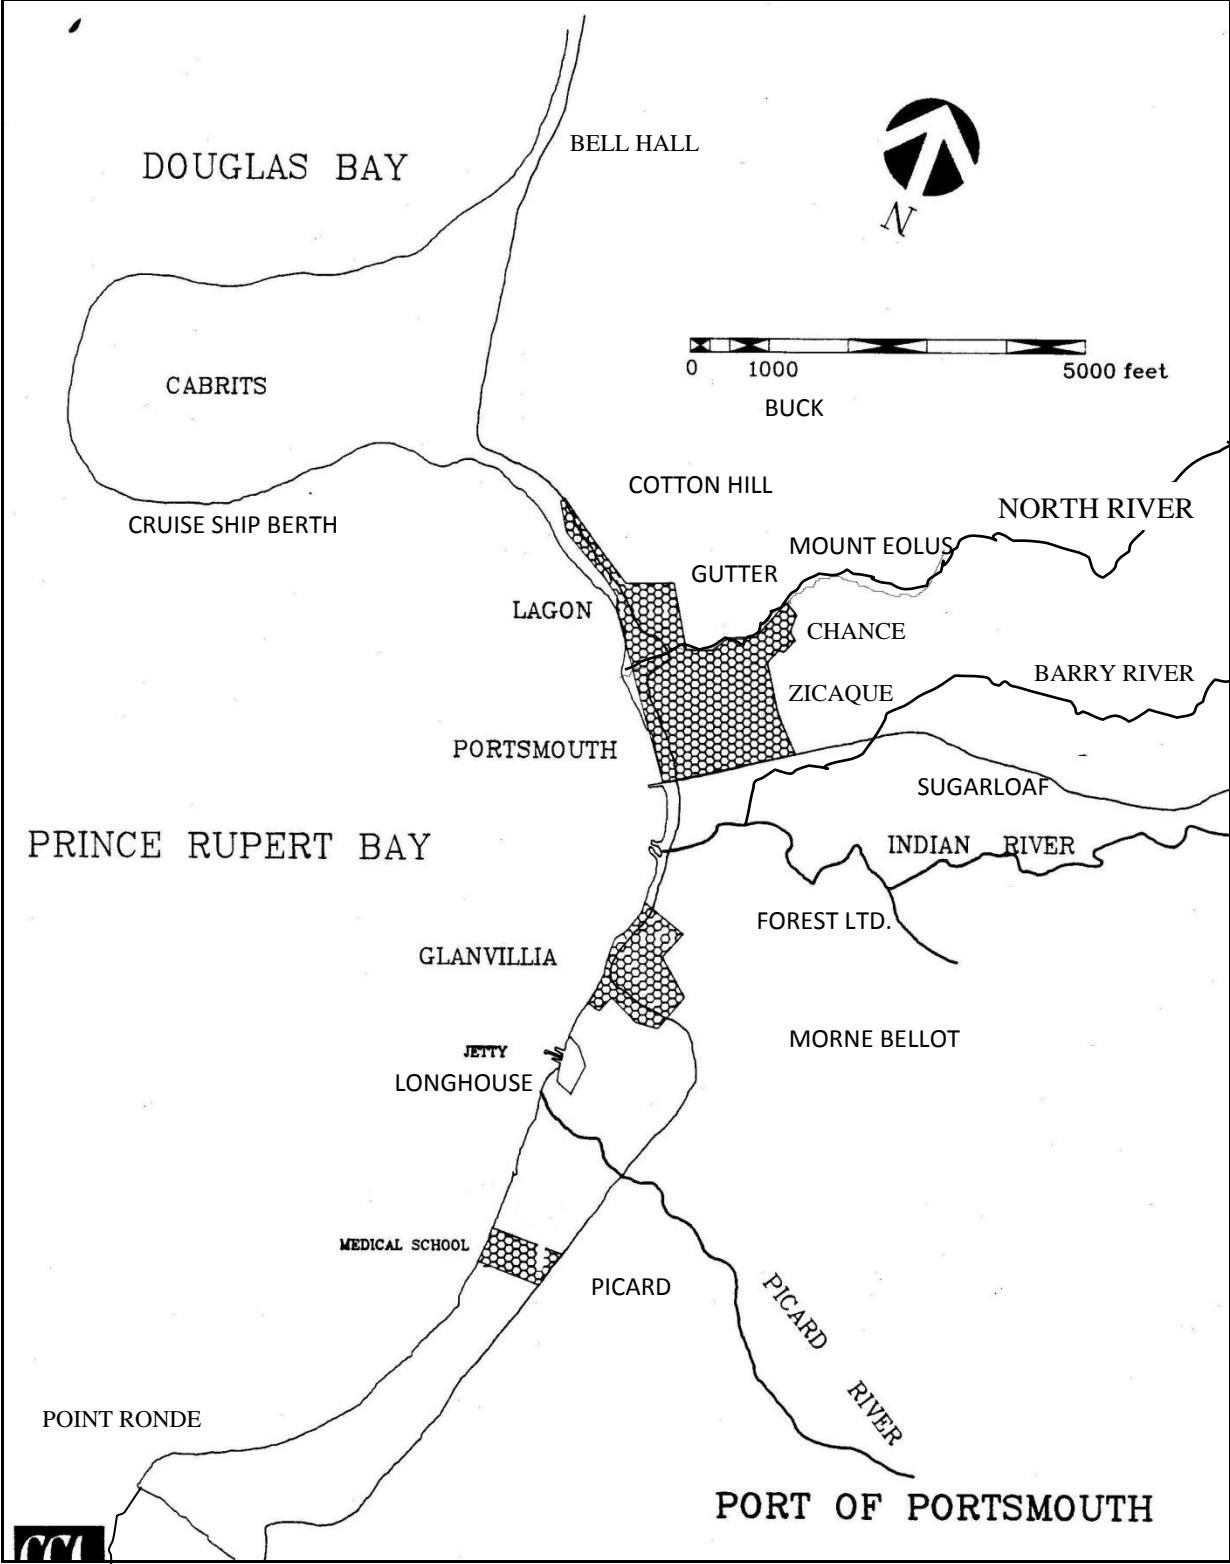 BELL HALL
DOUGLAS BAY
N
0 1000 5000 feet
CABRITS
BUCK
COTTON HILL
NORTH RIVER
CRUISE SHIP BERTH
MOUNT EOLUS
GUTTER
LAGON
CHANCE
BARRY RIVER
ZICAQUE
PORTSMOUTH
SUGARLOAF
PRINCE RUPERT BAY
INDIAN RIVER
FOREST LTD.
GLANVILLIA
MORNE BELLOT
JETTY
LONGHOUSE
MEDICAL SCHOOL
PICARD
PICARD
RIVER
POINT RONDE
PORT OF PORTSMOUTH